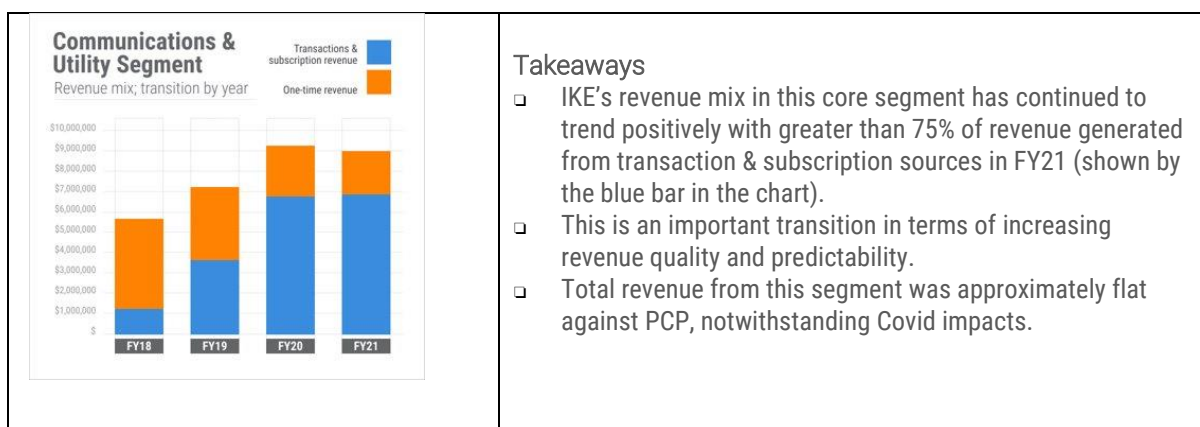 Communications &
Utility Segment
Revenue mix; transition by year
Transactions &
subscription revenue
One-time revenue
$10,000,000
$9,000,000
$8,000,000
$7,000,000
$6,000,000
$5,000,000
$4,000,000
$3,000,000
$2,000,000
$1,000,000
$
FY18 FY19 FY20 FY21
Takeaways
❑ IKE's revenue mix in this core segment has continued to
trend positively with greater than 75% of revenue generated
from transaction & subscription sources in FY21 (shown by
the blue bar in the chart).
❑ This is an important transition in terms of increasing
revenue quality and predictability.
❑ Total revenue from this segment was approximately flat
against PCP, notwithstanding Covid impacts.